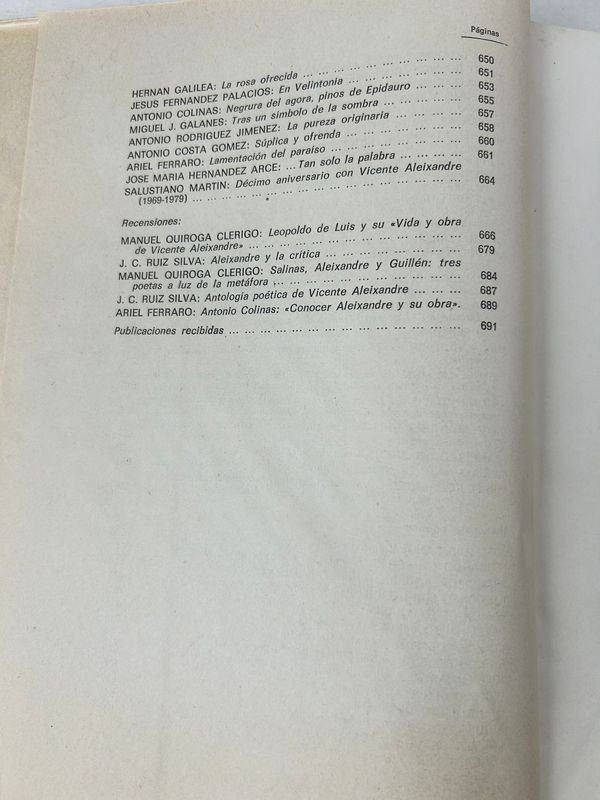 Páginas
HERNAN GALILEA: La rosa ofrecida ... ... ... ... ... ... ... ... ... 650
JESUS FERNANDEZ PALACIOS: En Velintonia ... ... ... ... ... ... 651
ANTONIO COLINAS: Negrura del agora, pinos de Epidauro ... ... ... 653
MIGUEL J. GALANES: Tras un símbolo de la sombra ... ... ... ... 655
ANTONIO RODRIGUEZ JIMENEZ: La pureza originaria ... ... ... ... 657
ANTONIO COSTA GOMEZ: Súplica y ofrenda ... ... ... ... ... ... 658
ARIEL FERRARO: Lamentación del paraíso ... ... ... ... ... ... ... 660
JOSE MARIA HERNANDEZ ARCE: ... Tan solo la palabra ... ... ... ... 661
SALUSTIANO MARTIN: Décimo aniversario con Vicente Aleixandre
(1969-1979) ... ... ... ... ... ... ... ... ... ... ... ... ... ... 664
Recensiones:
MANUEL QUIROGA CLERIGO: Leopoldo de Luis y su «Vida y obra
de Vicente Aleixandre» ... ... ... ... ... ... ... ... ... ... ... 666
J. C. RUIZ SILVA: Aleixandre y la crítica ... ... ... ... ... ... ... 679
MANUEL QUIROGA CLERIGO: Salinas, Aleixandre y Guillén: tres
poetas a luz de la metáfora ... ... ... ... ... ... ... ... ... ... 684
J. C. RUIZ SILVA: Antología poética de Vicente Aleixandre ... ... ... 687
ARIEL FERRARO: Antonio Colinas: «Conocer Aleixandre y su obra». 689
Publicaciones recibidas ... ... ... ... ... ... ... ... ... ... ... ... 691